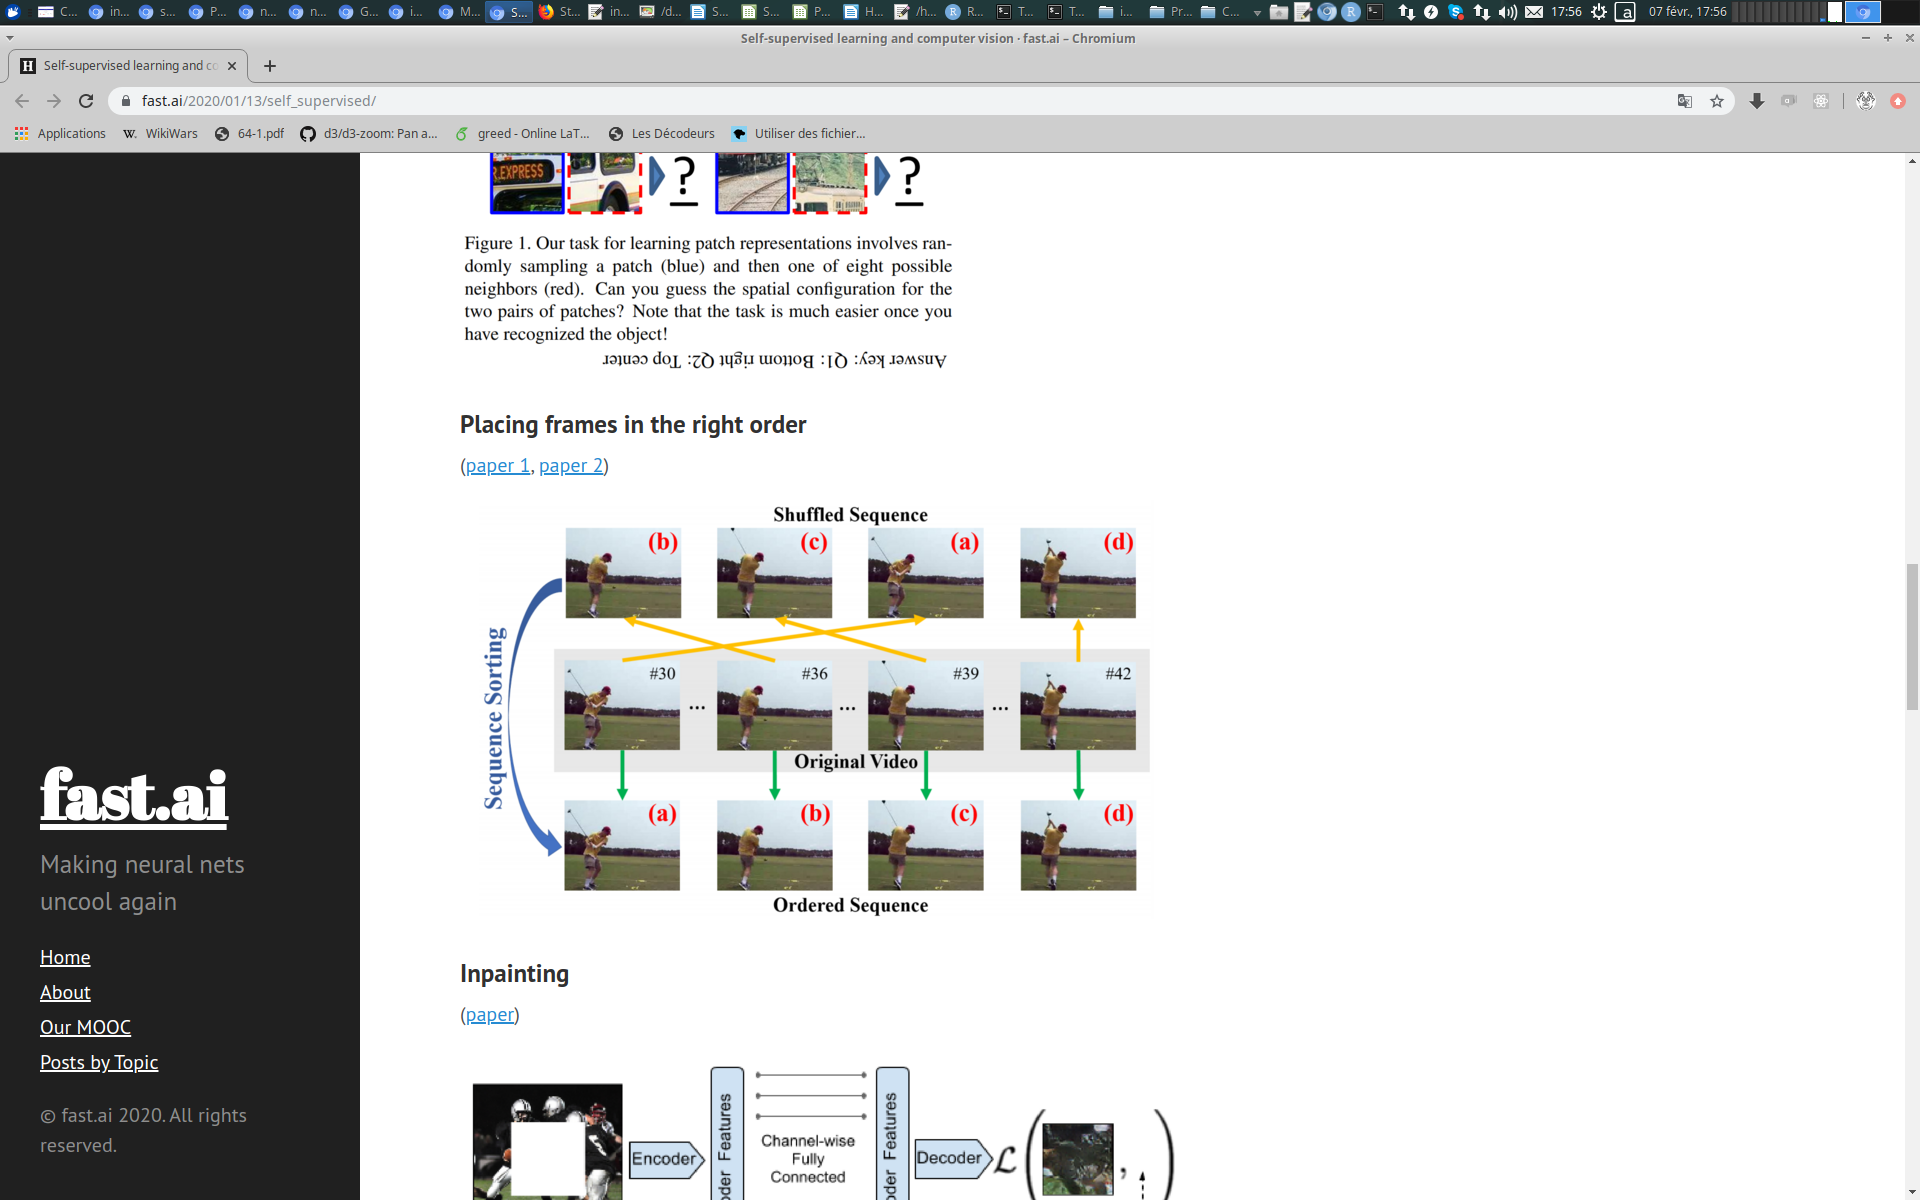 C...
in...
s...
P...
n...
n...
G...
i...
M...
S...
St...
in...
/d...
S...
S...
P...
H...
/h...
R...
T...
T...
i...
Pr...
C...
17:56
a
07 févr., 17:56
Self-supervised learning and computer vision · fast.ai – Chromium
H
Self-supervised learning and co
fast.ai/2020/01/13/self_supervised/
Applications
W.
WikiWars
64-1.pdf
d3/d3-zoom: Pan a...
greed - Online LaT...
Les Décodeurs
Utiliser des fichier...
R.EXPRESS
?
?
Figure 1. Our task for learning patch representations involves ran-
domly sampling a patch (blue) and then one of eight possible
neighbors (red). Can you guess the spatial configuration for the
two pairs of patches? Note that the task is much easier once you
have recognized the object!
Answer key: Q1: Bottom right Q2: Top center
Placing frames in the right order
(paper 1, paper 2)
Shuffled Sequence
(b)
(c)
(a)
(d)
Sequence Sorting
#30
...
#36
...
#39
...
#42
Original Video
(a)
(b)
(c)
(d)
Ordered Sequence
Inpainting
(paper)
5
Encoder
oder Features
Channel-wise
Fully
Connected
oder Features
Decoder
ℒ
(
,
)
fast.ai
Making neural nets
uncool again
Home
About
Our MOOC
Posts by Topic
© fast.ai 2020. All rights
reserved.